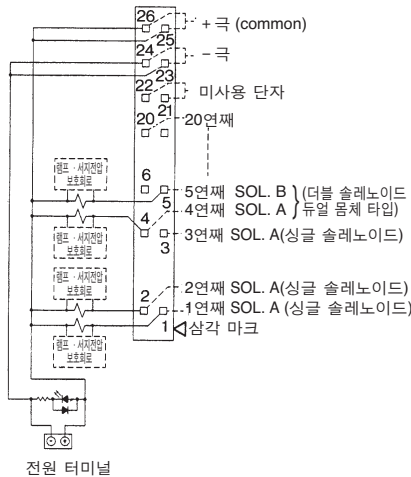 26 + 극 (common)
25
24 − 극
23
22 미사용 단자
21
20 20연째
6
램프 · 서지전압
보호회로
5 5연째 SOL. B (더블 솔레노이드
4 4연째 SOL. A 듀얼 몸체 타입)
램프 · 서지전압
보호회로
3 3연째 SOL. A(싱글 솔레노이드)
램프 · 서지전압
보호회로
2 2연째 SOL. A(싱글 솔레노이드)
1연째 SOL. A (싱글 솔레노이드)
1 삼각 마크
램프 · 서지전압
보호회로
전원 터미널